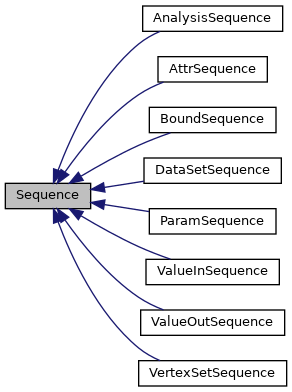 AnalysisSequence
AttrSequence
BoundSequence
DataSetSequence
Sequence
ParamSequence
ValueInSequence
ValueOutSequence
VertexSetSequence